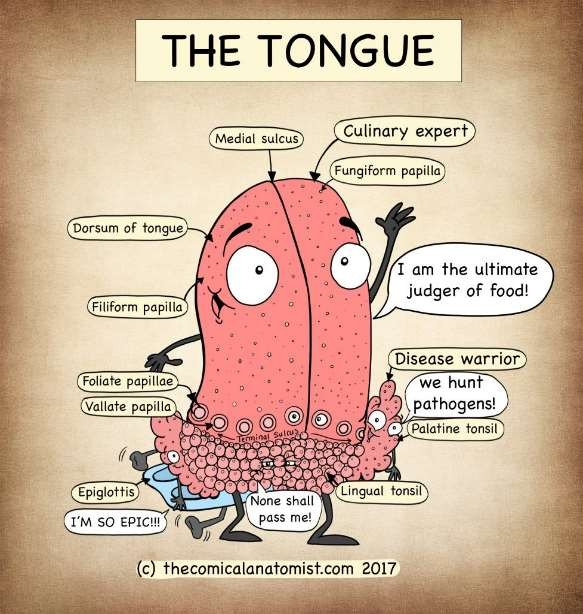 THE TONGUE
Medial sulcus
Culinary expert
Fungiform papilla
Dorsum of tongue
I am the ultimate
judger of food!
Filiform papilla
Disease warrior
Foliate papillae
we hunt
pathogens!
Vallate papilla
Palatine tonsil
Terminal Sulcus
Epiglottis
Lingual tonsil
None shall
pass me!
I'M SO EPIC!!!
(c) thecomicalanatomist.com 2017